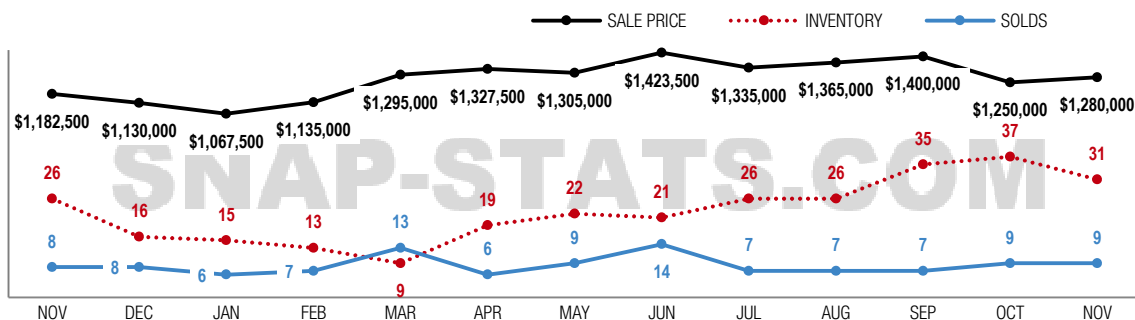 SALE PRICE INVENTORY SOLDS
$1,182,500 $1,130,000 $1,067,500 $1,135,000 $1,295,000 $1,327,500 $1,305,000 $1,423,500 $1,335,000 $1,365,000 $1,400,000 $1,250,000 $1,280,000
SNAP-STATS.COM
26 16 15 13 9 19 22 21 26 26 35 37 31
8 8 6 7 13 6 9 14 7 7 7 9 9
NOV DEC JAN FEB MAR APR MAY JUN JUL AUG SEP OCT NOV